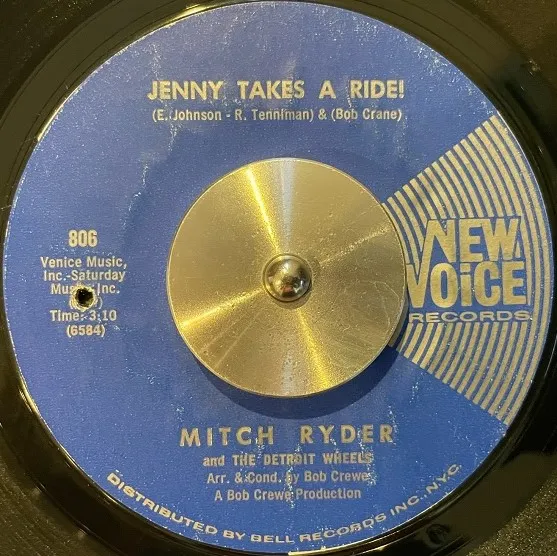 JENNY TAKES A RIDE!
(E. Johnson - R. Tenniman) & (Bob Crane)
806
Venice Music,
Inc.-Saturday
Music, Inc.
Time: 3:10
(6584)
NEW
VOICE
RECORDS
MITCH RYDER
and THE DETROIT WHEELS
Arr. & Cond. by Bob Crewe
A Bob Crewe Production
DISTRIBUTED BY BELL RECORDS INC. N.Y.C.